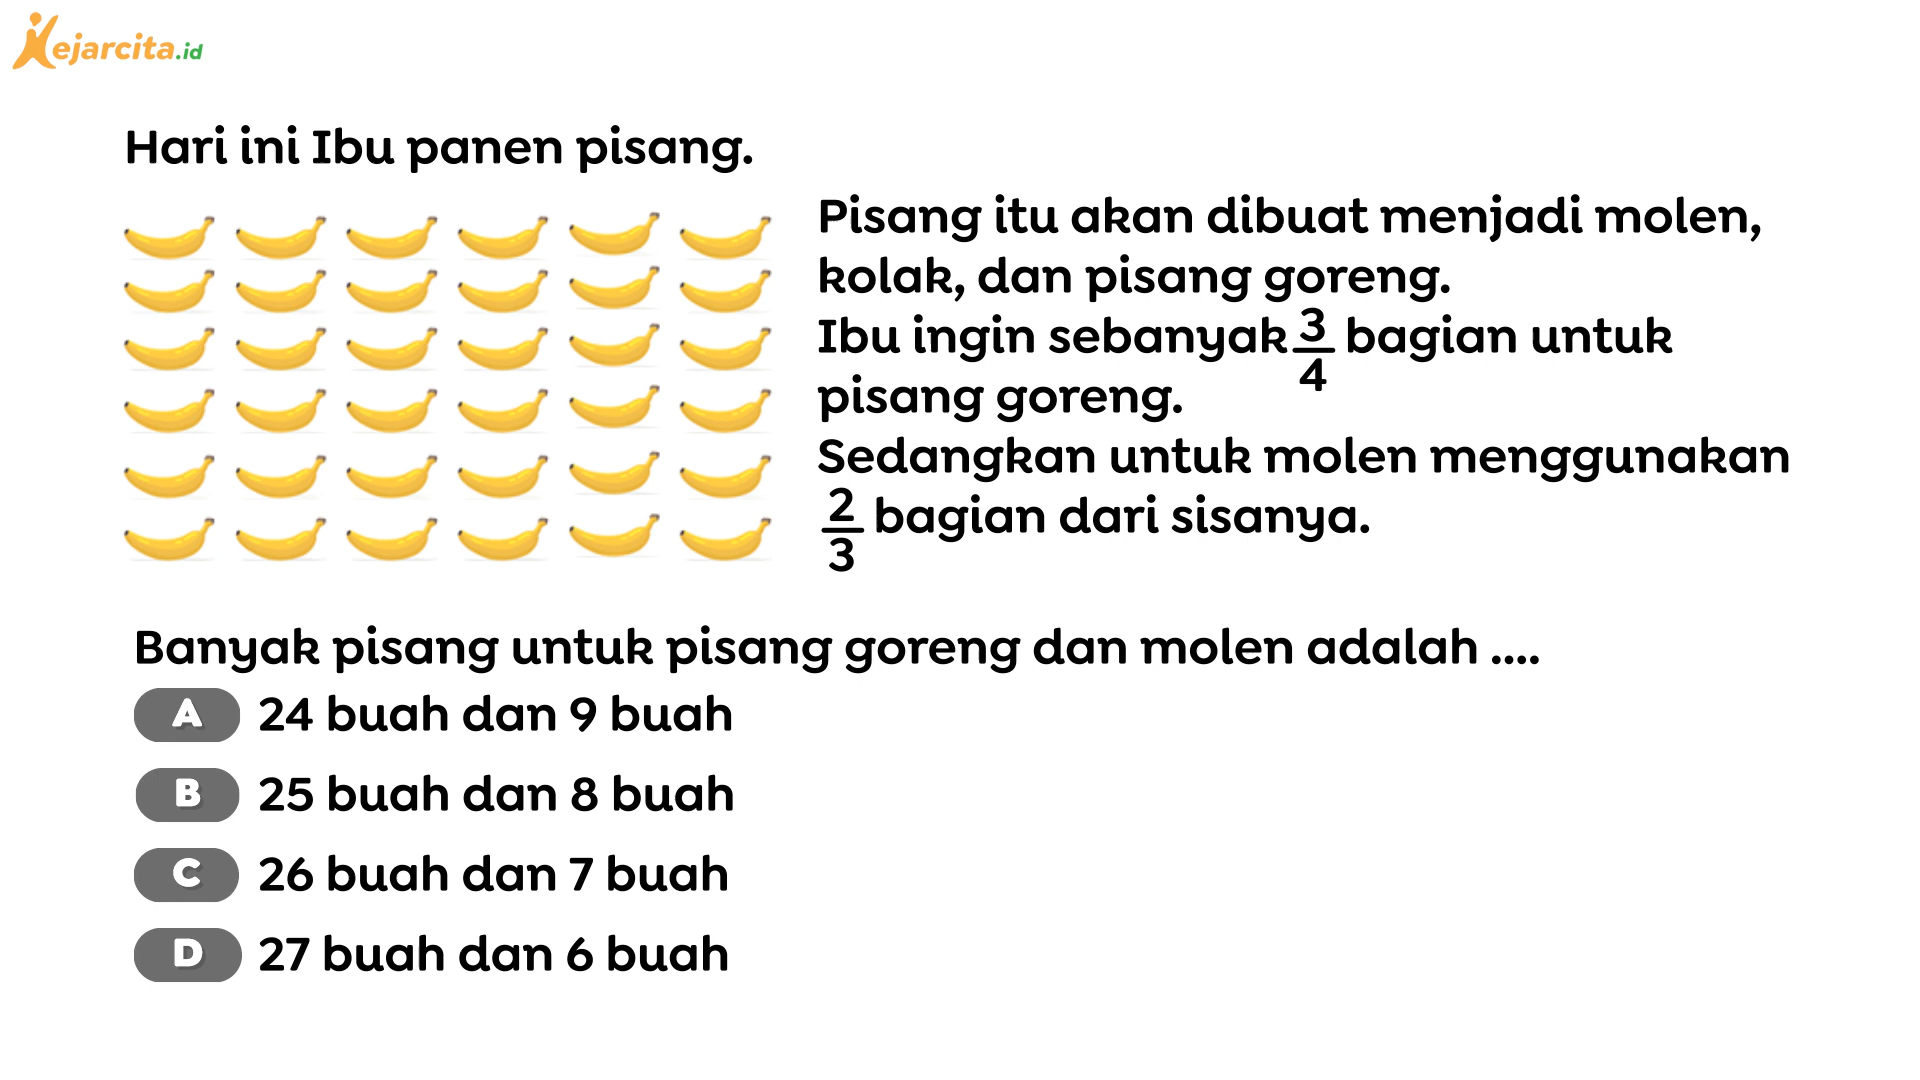 Kejarcita.id
Hari ini Ibu panen pisang.
Pisang itu akan dibuat menjadi molen,
kolak, dan pisang goreng.
Ibu ingin sebanyak 3/4 bagian untuk
pisang goreng.
Sedangkan untuk molen menggunakan
2/3 bagian dari sisanya.
Banyak pisang untuk pisang goreng dan molen adalah ....
A 24 buah dan 9 buah
B 25 buah dan 8 buah
C 26 buah dan 7 buah
D 27 buah dan 6 buah